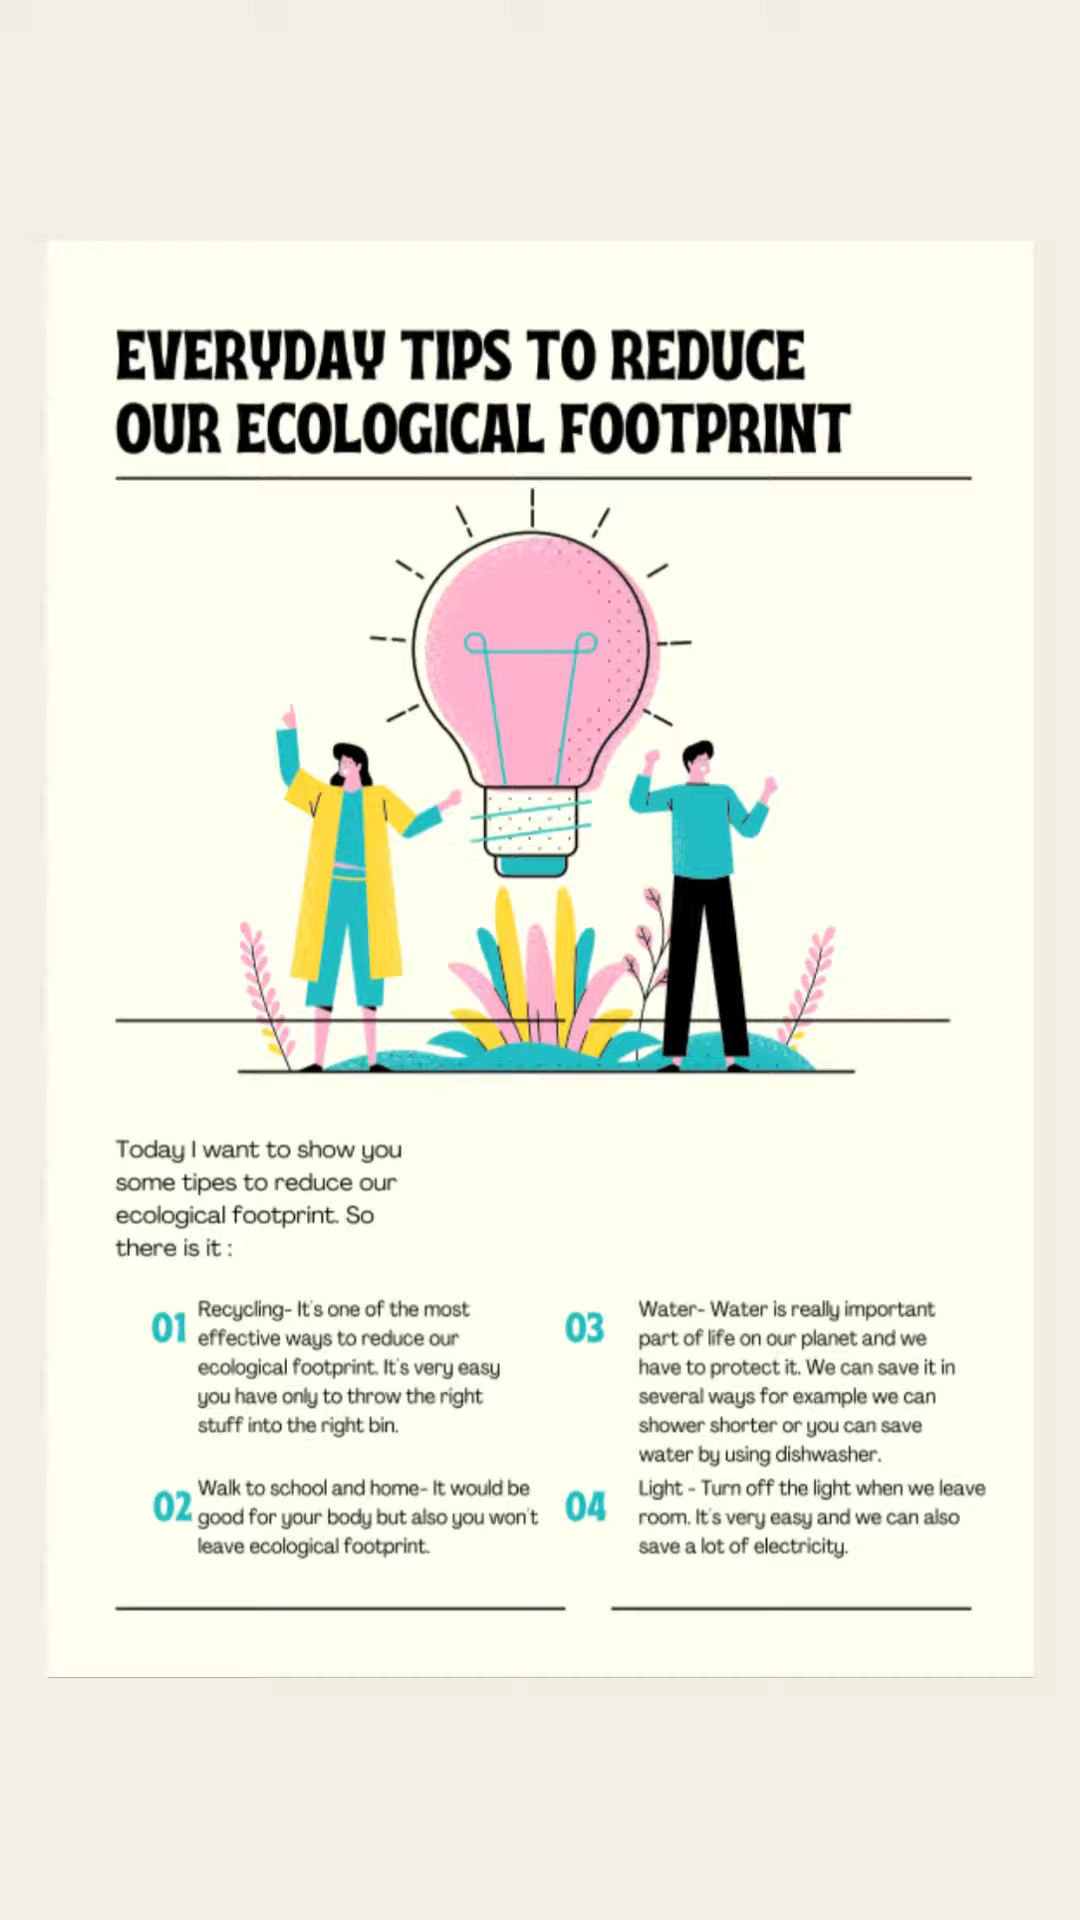 EVERYDAY TIPS TO REDUCE
OUR ECOLOGICAL FOOTPRINT
Today I want to show you
some tipes to reduce our
ecological footprint. So
there is it :
01
Recycling- It's one of the most
effective ways to reduce our
ecological footprint. It's very easy
you have only to throw the right
stuff into the right bin.
02
Walk to school and home- It would be
good for your body but also you won't
leave ecological footprint.
03
Water- Water is really important
part of life on our planet and we
have to protect it. We can save it in
several ways for example we can
shower shorter or you can save
water by using dishwasher.
04
Light - Turn off the light when we leave
room. It's very easy and we can also
save a lot of electricity.